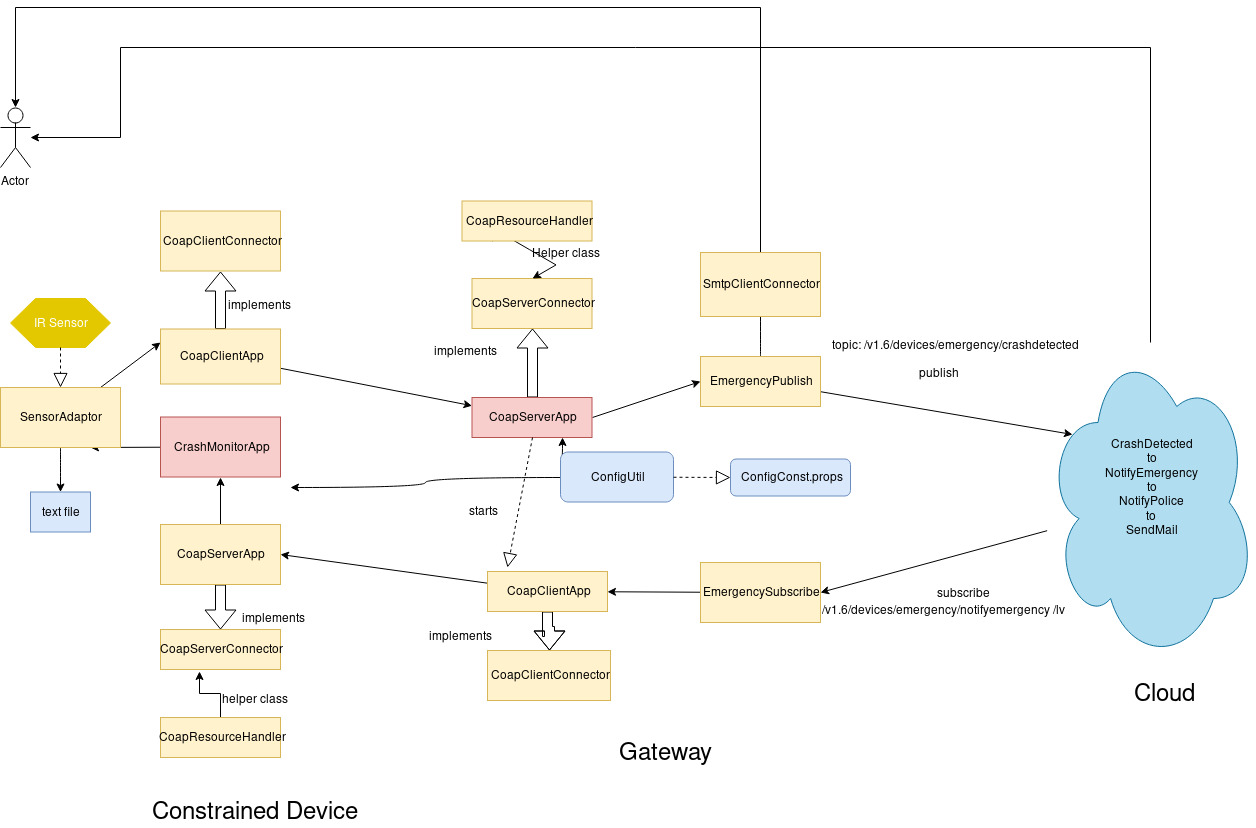 Actor
CoapResourceHandler
Helper class
CoapClientConnector
SmtpClientConnector
implements
CoapServerConnector
IR Sensor
implements
topic: /v1.6/devices/emergency/crashdetected
CoapClientApp
publish
EmergencyPublish
SensorAdaptor
CoapServerApp
CrashMonitorApp
CrashDetected
to
NotifyEmergency
to
NotifyPolice
to
SendMail
ConfigUtil
ConfigConst.props
text file
starts
CoapServerApp
CoapClientApp
EmergencySubscribe
subscribe
/v1.6/devices/emergency/notifyemergency /lv
implements
implements
CoapServerConnector
CoapClientConnector
helper class
Cloud
CoapResourceHandler
Gateway
Constrained Device